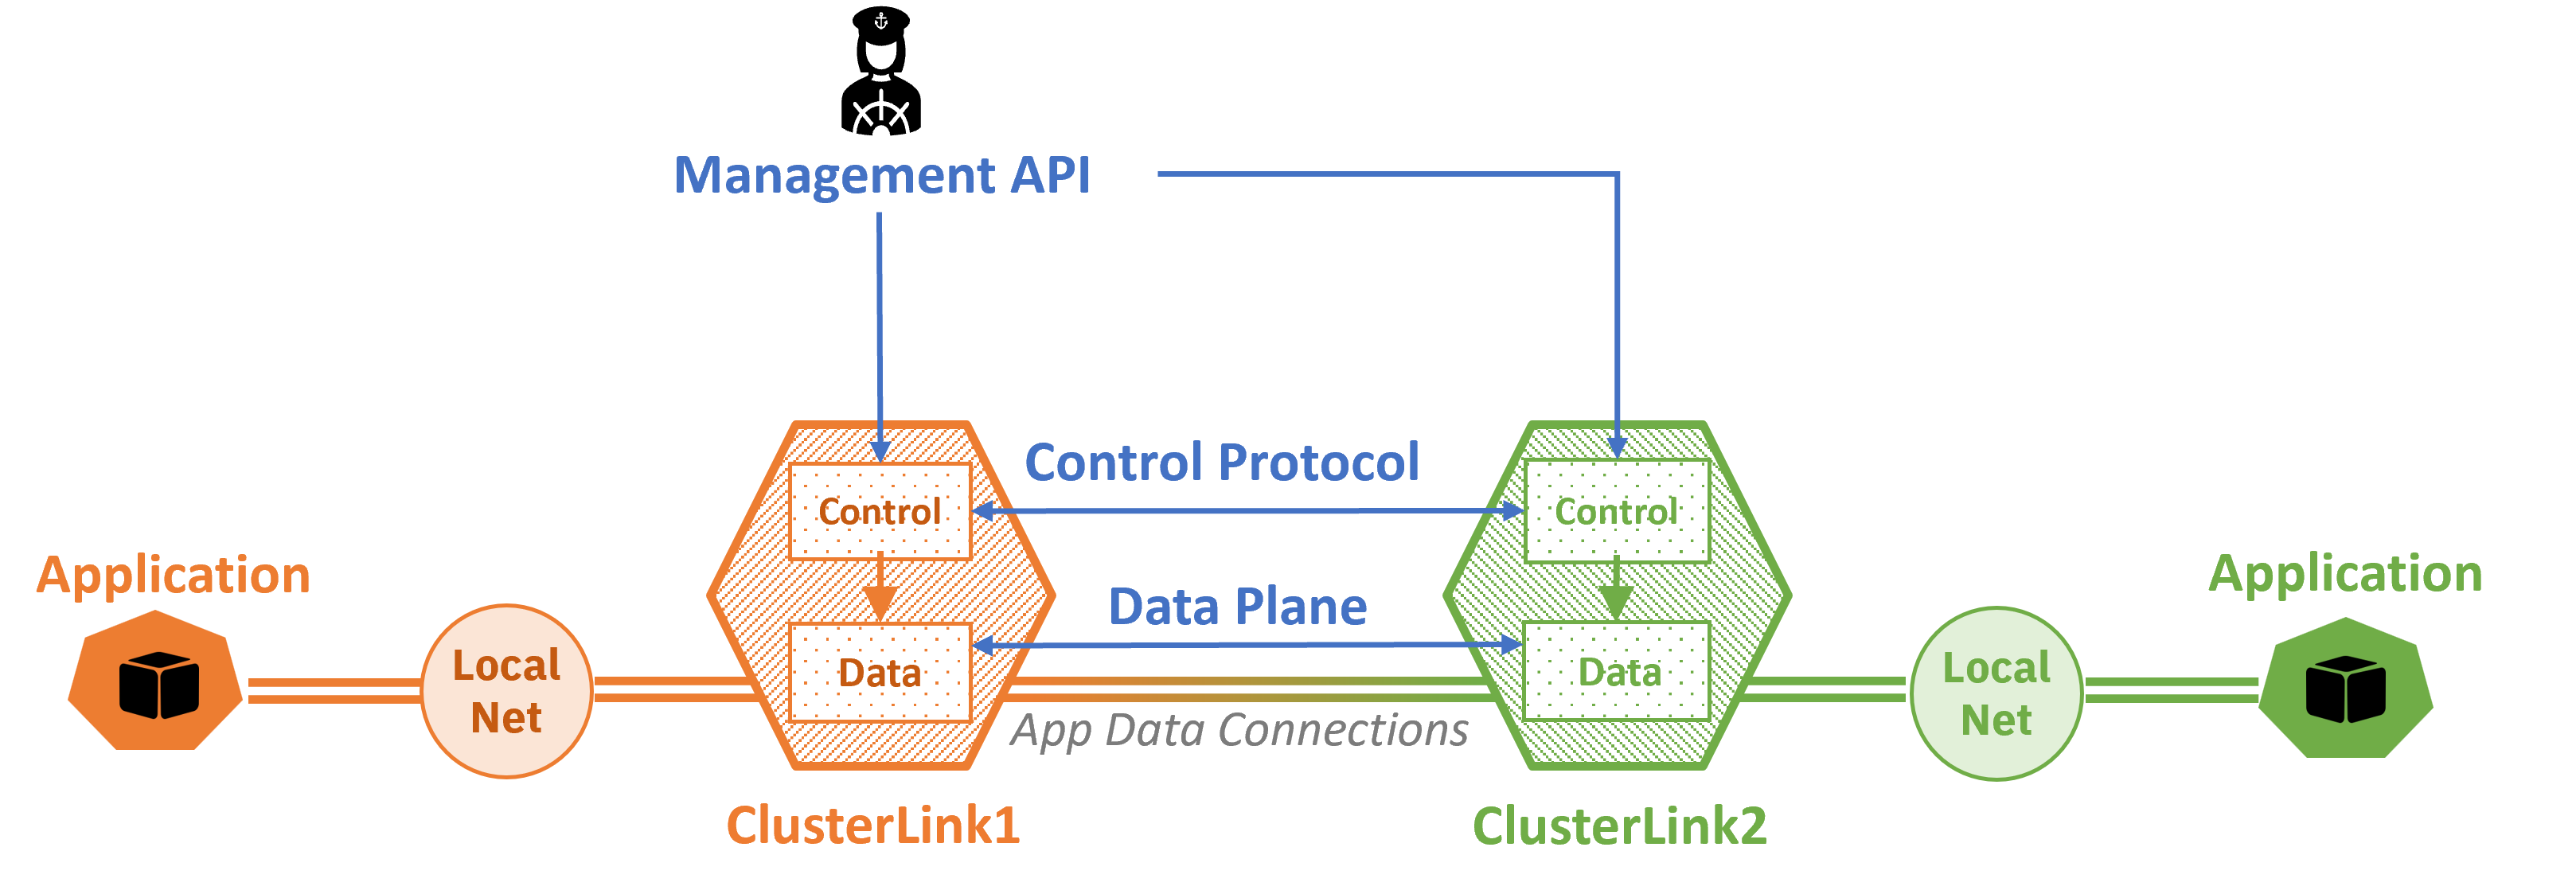 Management API
Control Protocol
Control
Control
Application
Application
Data Plane
Local
Net
Data
Data
Local
Net
App Data Connections
ClusterLink1
ClusterLink2